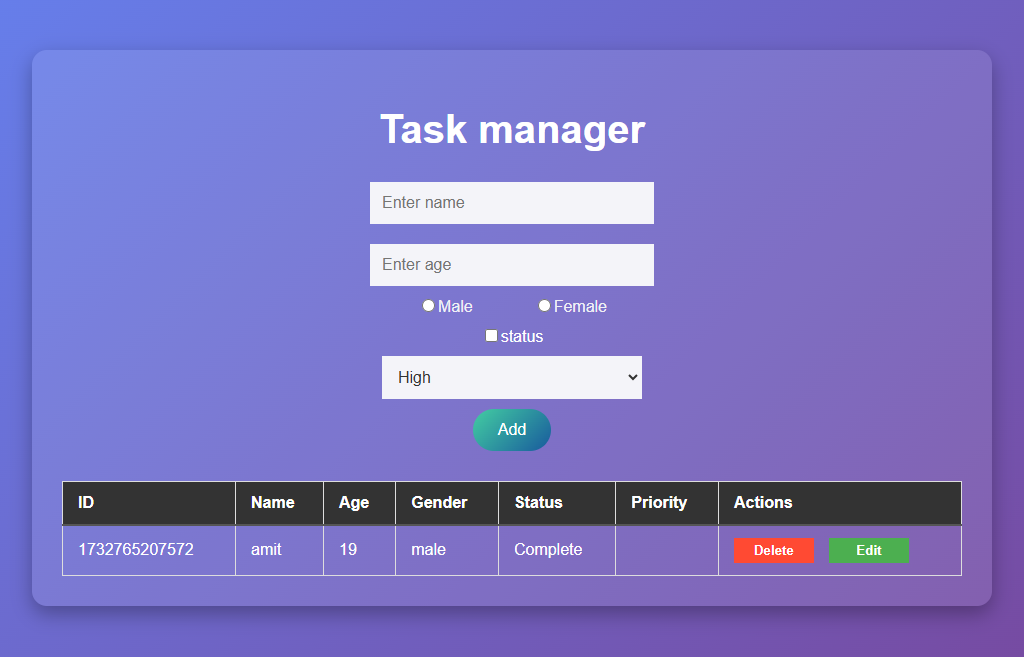 Task manager
Enter name
Enter age
Male Female
status
High
Add
ID Name Age Gender Status Priority Actions
1732765207572 amit 19 male Complete Delete Edit